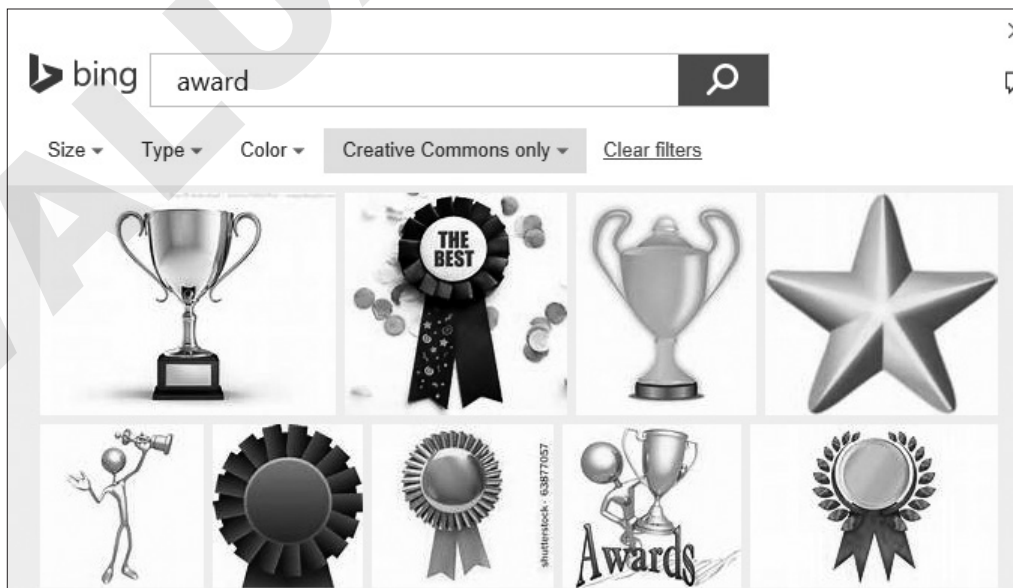 bing
award
Size
Type
Color
Creative Commons only
Clear filters
THE
BEST
shutterstock · 63877057
Awards